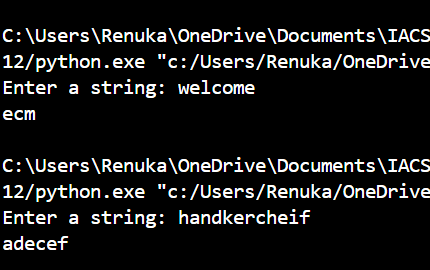 C:\Users\Renuka\OneDrive\Documents\IACS
12/python.exe "c:/Users/Renuka/OneDrive
Enter a string: welcome
ecm
C:\Users\Renuka\OneDrive\Documents\IACS
12/python.exe "c:/Users/Renuka/OneDrive
Enter a string: handkercheif
adecef